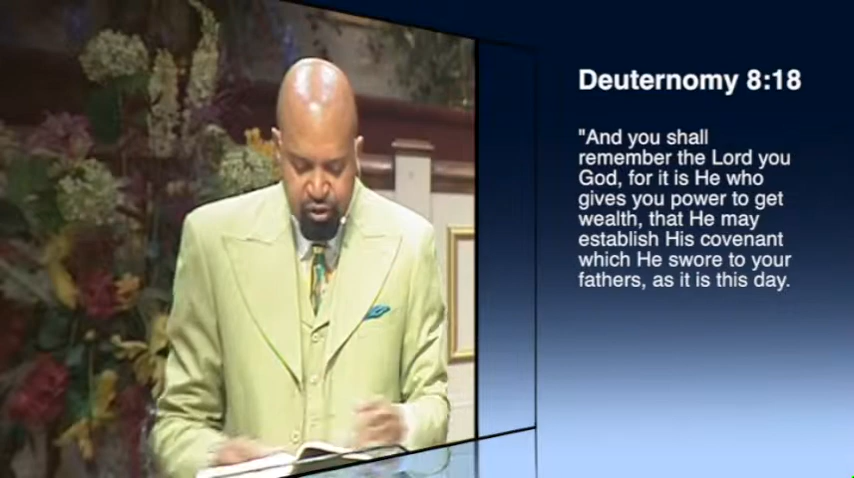 Deuternomy 8:18
"And you shall
remember the Lord you
God, for it is He who
gives you power to get
wealth, that He may
establish His covenant
which He swore to your
fathers, as it is this day.